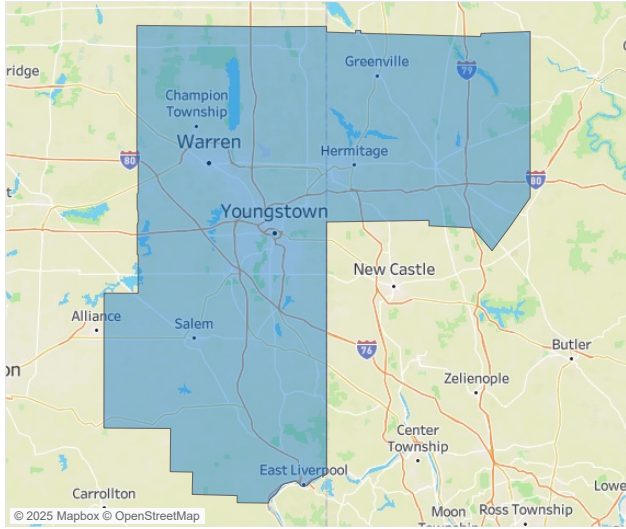 ridge
Greenville
79
Champion
Township
Warren
80
Hermitage
80
t
Youngstown
New Castle
Alliance
Salem
76
Butler
on
Zelienople
Center
Township
East Liverpool
Carrollton
Lowe
Moon
Township
Ross Township
© 2025 Mapbox © OpenStreetMap